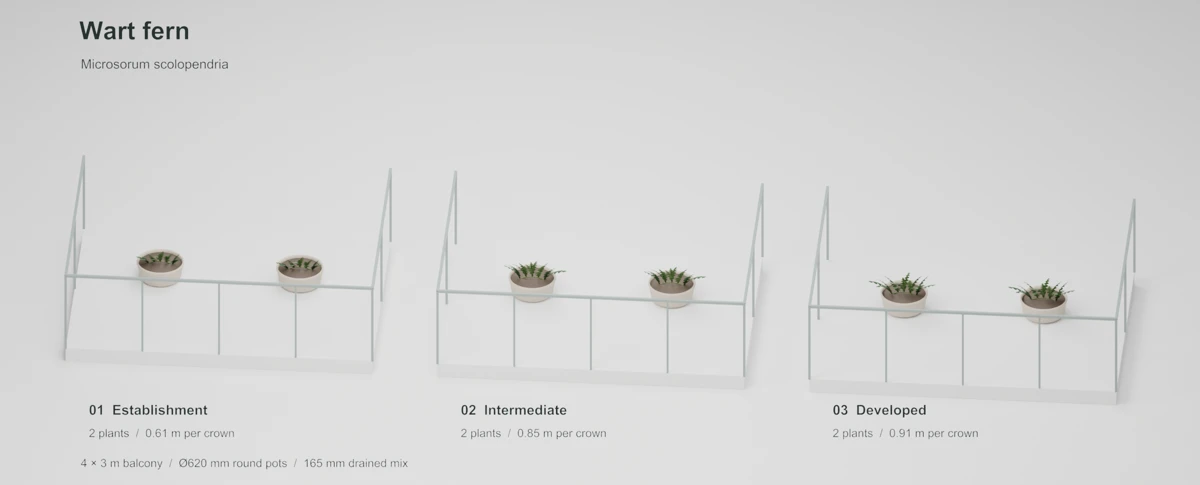 Wart fern
Microsorum scolopendria
01 Establishment
2 plants / 0.61 m per crown
02 Intermediate
2 plants / 0.85 m per crown
03 Developed
2 plants / 0.91 m per crown
4 × 3 m balcony / Ø620 mm round pots / 165 mm drained mix